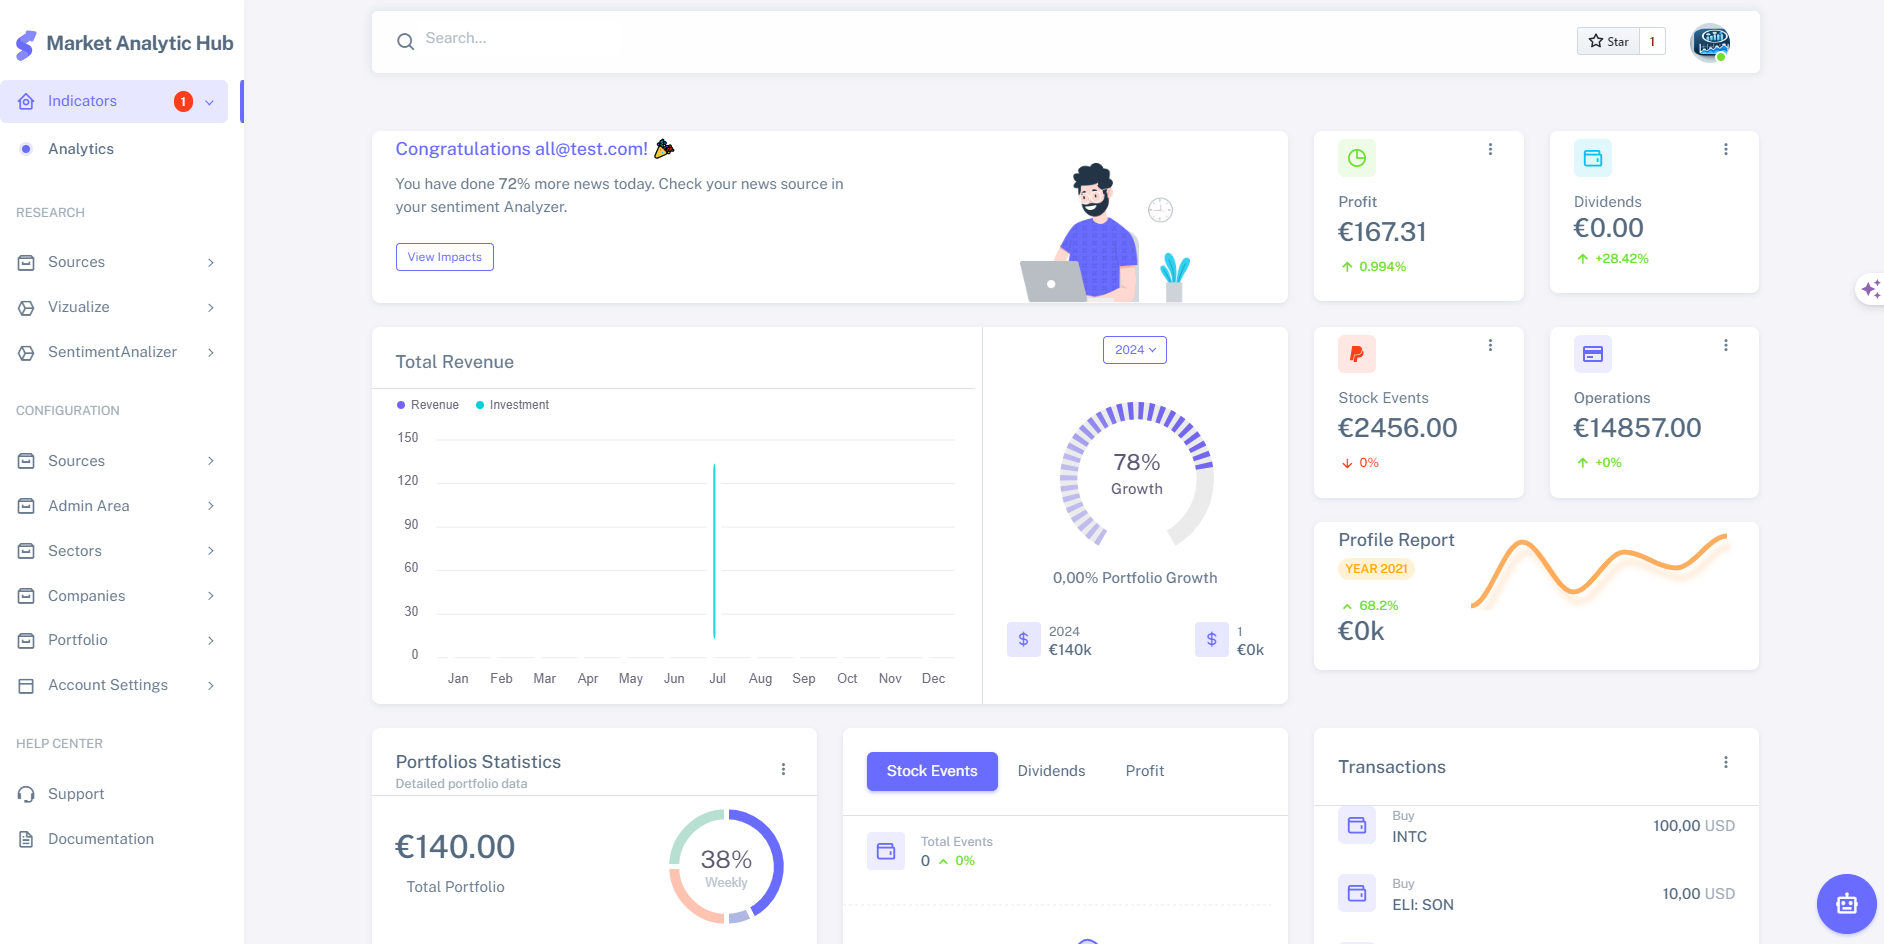 Market Analytic Hub
Indicators
1
Analytics
RESEARCH
Sources
Vizualize
SentimentAnalizer
CONFIGURATION
Sources
Admin Area
Sectors
Companies
Portfolio
Account Settings
HELP CENTER
Support
Documentation
Search...
Star
1
Congratulations all@test.com!
You have done 72% more news today. Check your news source in
your sentiment Analyzer.
View Impacts
Profit
€167.31
0.994%
Dividends
€0.00
+28.42%
Total Revenue
Revenue
Investment
150
120
90
60
30
0
Jan Feb Mar Apr May Jun Jul Aug Sep Oct Nov Dec
2024
78%
Growth
0,00% Portfolio Growth
$
2024
€140k
$
1
€0k
Stock Events
€2456.00
0%
Operations
€14857.00
+0%
Profile Report
YEAR 2021
68.2%
€0k
Portfolios Statistics
Detailed portfolio data
€140.00
Total Portfolio
38%
Weekly
Stock Events
Dividends
Profit
Total Events
0 0%
Transactions
Buy
INTC
100,00 USD
Buy
ELI: SON
10,00 USD